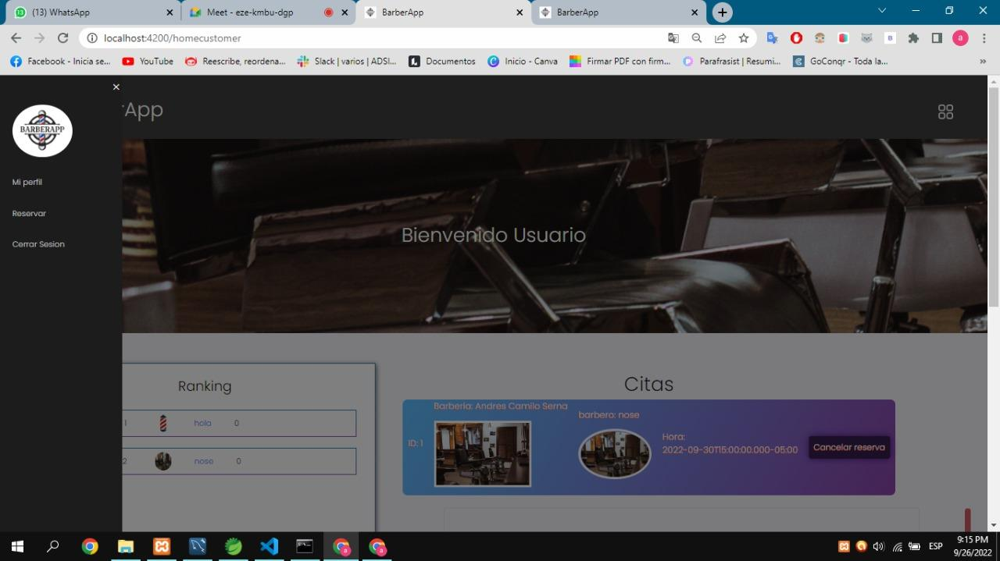 (13) WhatsApp
Meet - eze-kmbu-dgp
BarberApp
BarberApp
localhost:4200/homecustomer
Facebook - Inicia se...
YouTube
Reescribe, reordena...
Slack | varios | ADSI...
Documentos
Inicio - Canva
Firmar PDF con firm...
Parafrasist | Resumi...
GoConqr - Toda la...
»
rApp
BARBERAPP
Mi perfil
Reservar
Cerrar Sesion
Bienvenido Usuario
Ranking
1 hola 0
2 nose 0
Citas
ID: 1
Barberia: Andres Camilo Serna
barbero: nose
Hora:
2022-09-30T15:00:00.000-05:00
Cancelar reserva
ESP
9:15 PM
9/26/2022